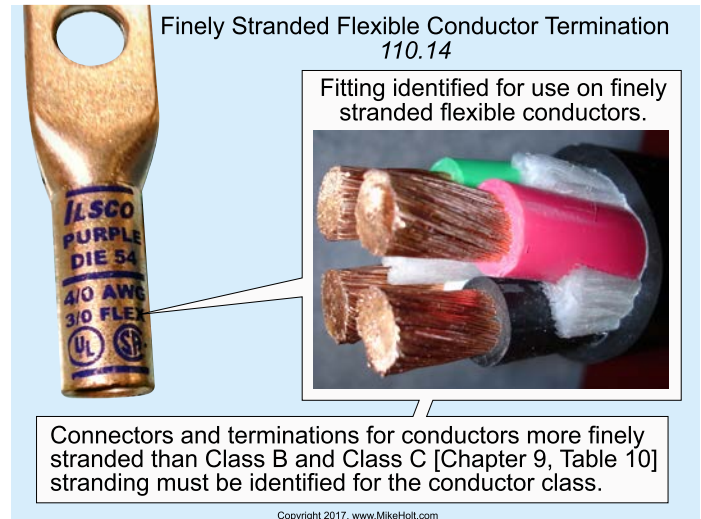 Finely Stranded Flexible Conductor Termination
110.14
Fitting identified for use on finely
stranded flexible conductors.
ILSCO
PURPLE
DIE 54
4/0 AWG
3/0 FLEX
UL SA
Connectors and terminations for conductors more finely
stranded than Class B and Class C [Chapter 9, Table 10]
stranding must be identified for the conductor class.
Copyright 2017, www.MikeHolt.com